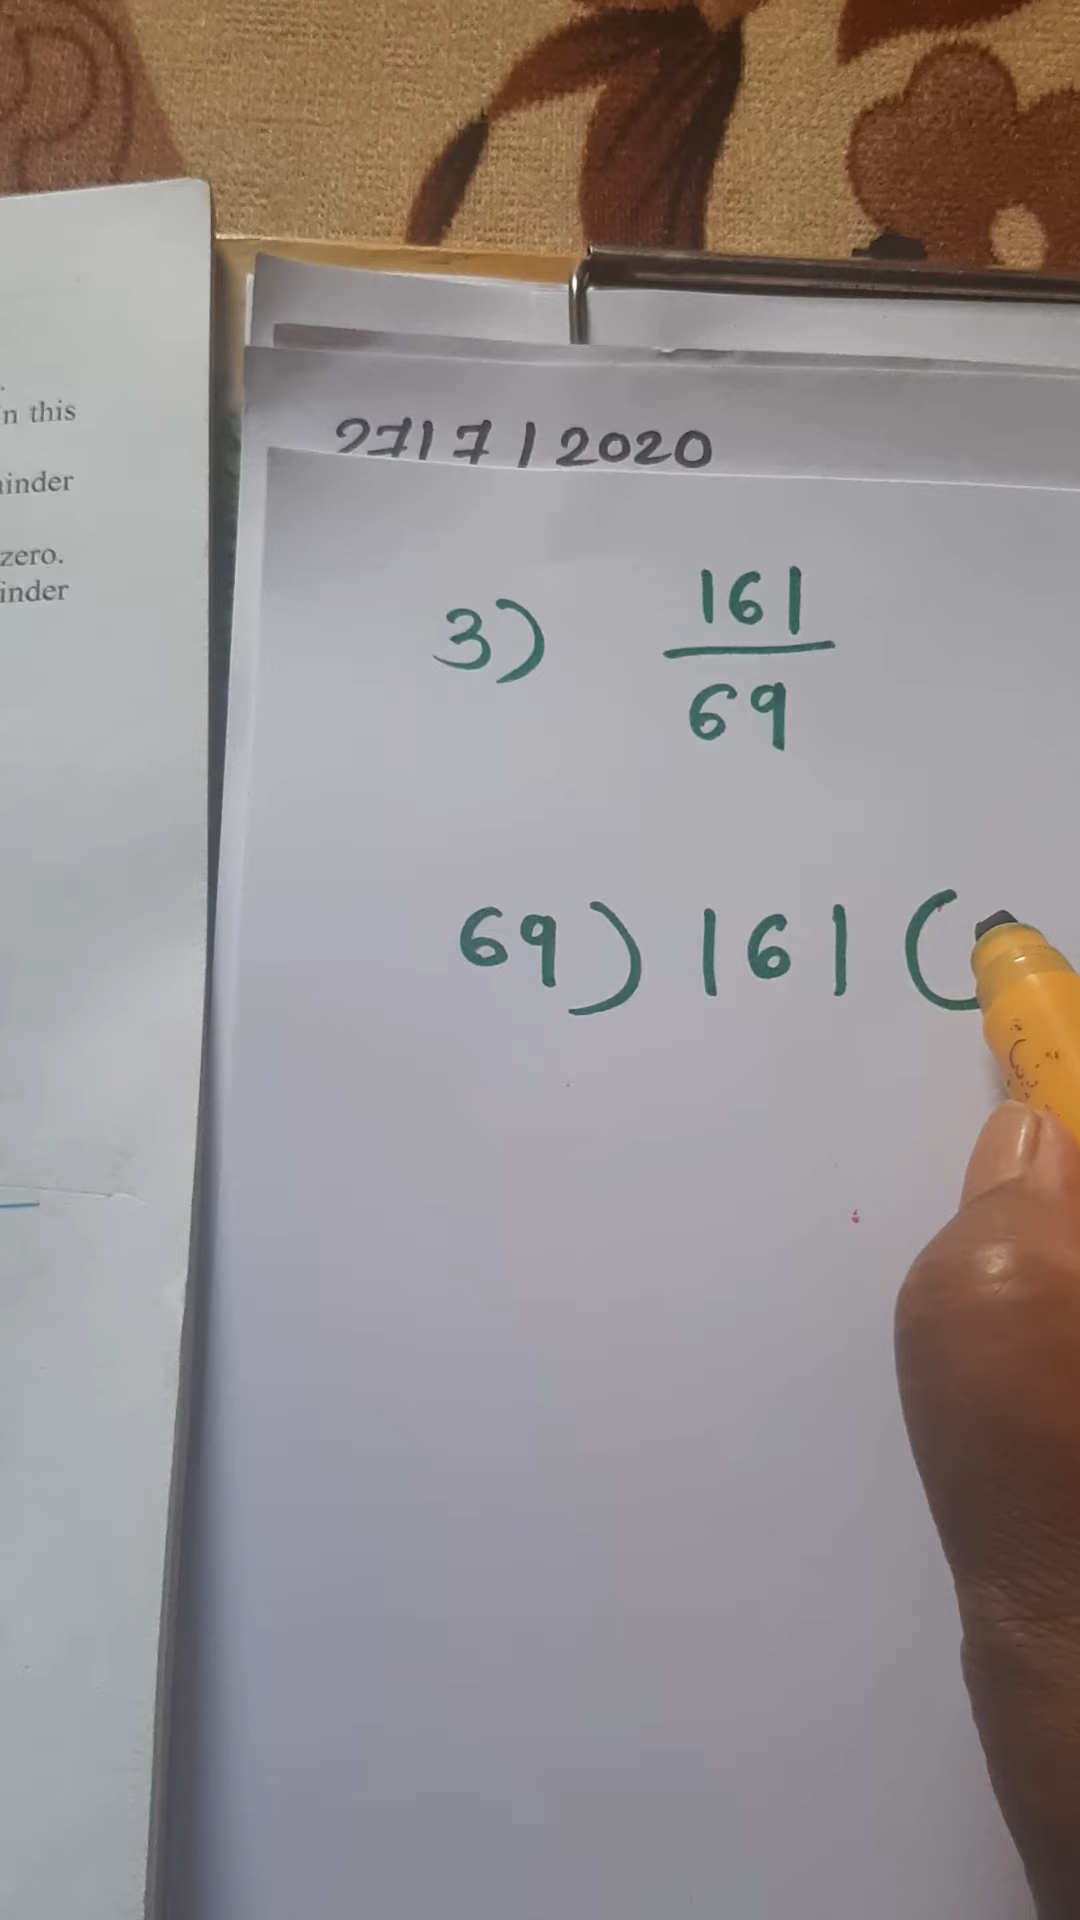 n this
inder
zero.
inder
27/7/2020
3) 161
69
69) 161 (